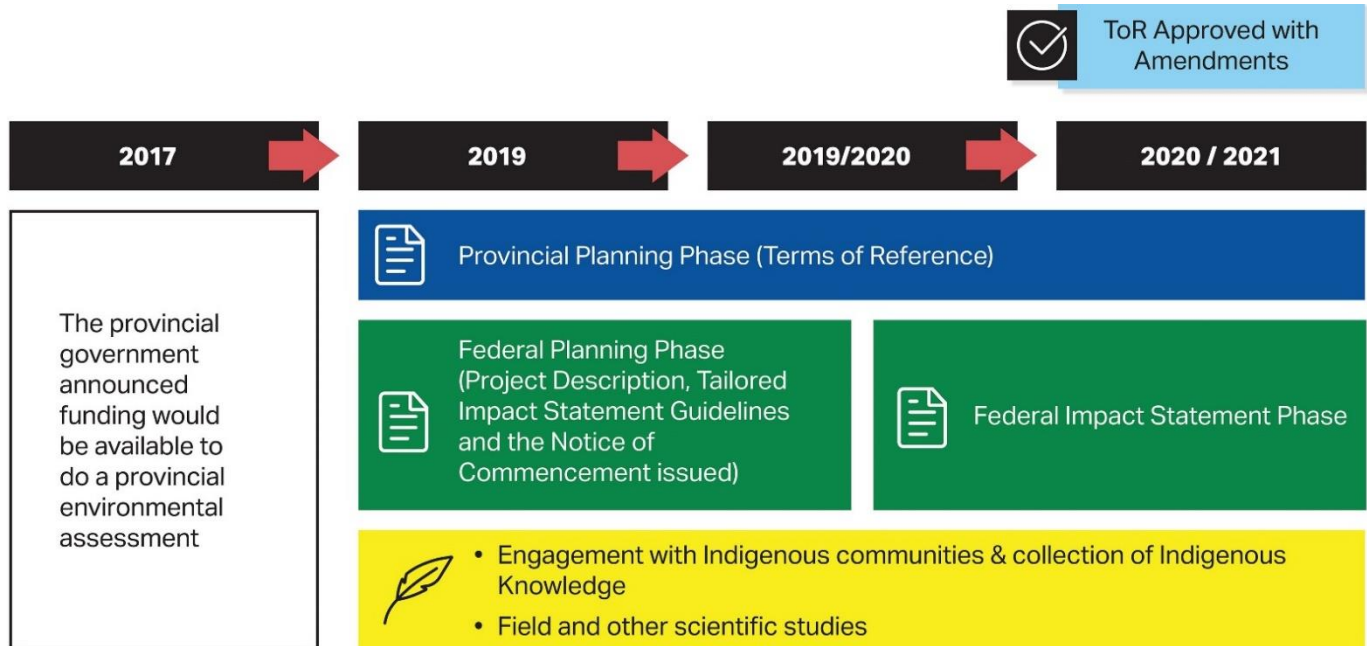 ToR Approved with
Amendments
2017
2019
2019/2020
2020 / 2021
The provincial
government
announced
funding would
be available to
do a provincial
environmental
assessment
Provincial Planning Phase (Terms of Reference)
Federal Planning Phase
(Project Description, Tailored
Impact Statement Guidelines
and the Notice of
Commencement issued)
Federal Impact Statement Phase
• Engagement with Indigenous communities & collection of Indigenous
Knowledge
• Field and other scientific studies